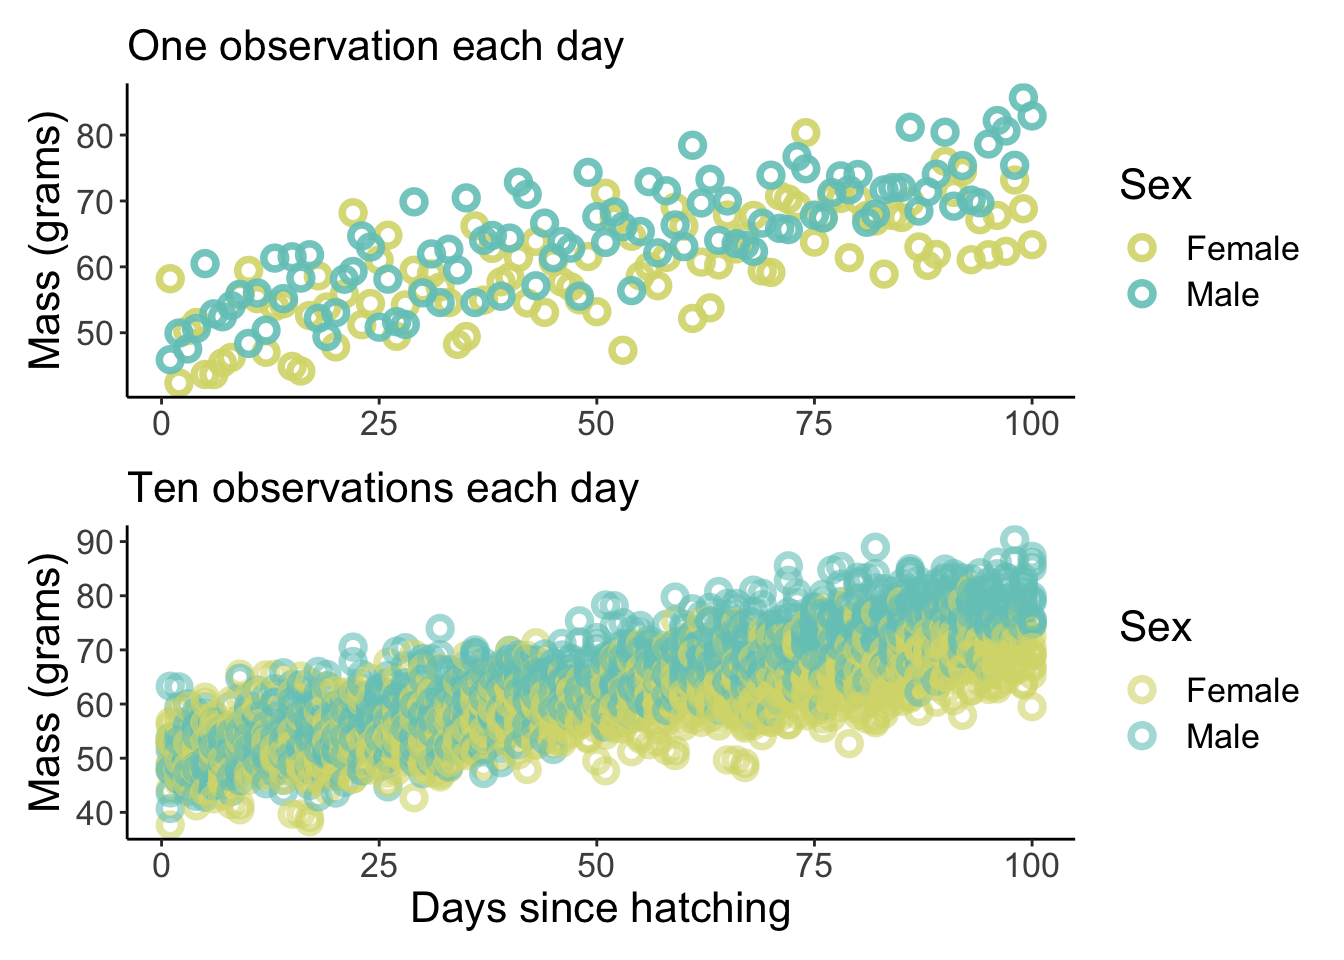 One observation each day
Mass (grams)
80
70
60
50
0 25 50 75 100
Sex
Female
Male
Ten observations each day
Mass (grams)
90
80
70
60
50
40
0 25 50 75 100
Days since hatching
Sex
Female
Male